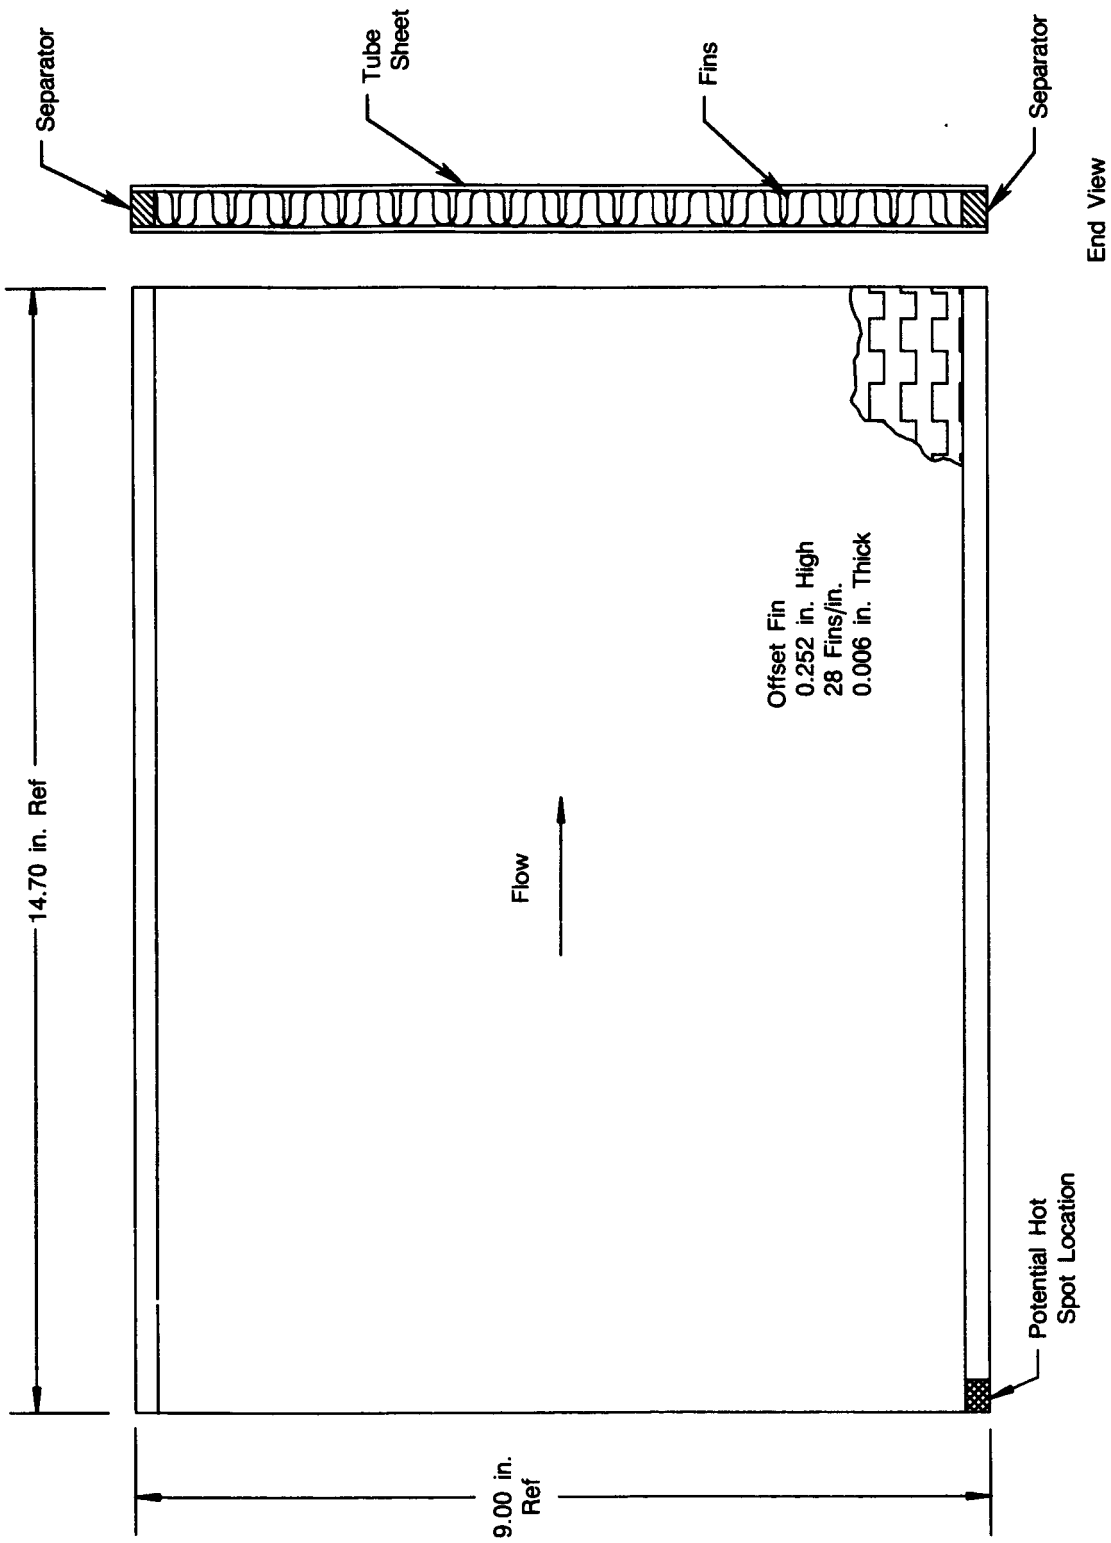 14.70 in. Ref
Separator
Tube
Sheet
Fins
Separator
End View
Flow
Offset Fin
0.252 in. High
28 Fins/in.
0.006 in. Thick
9.00 in.
Ref
Potential Hot
Spot Location